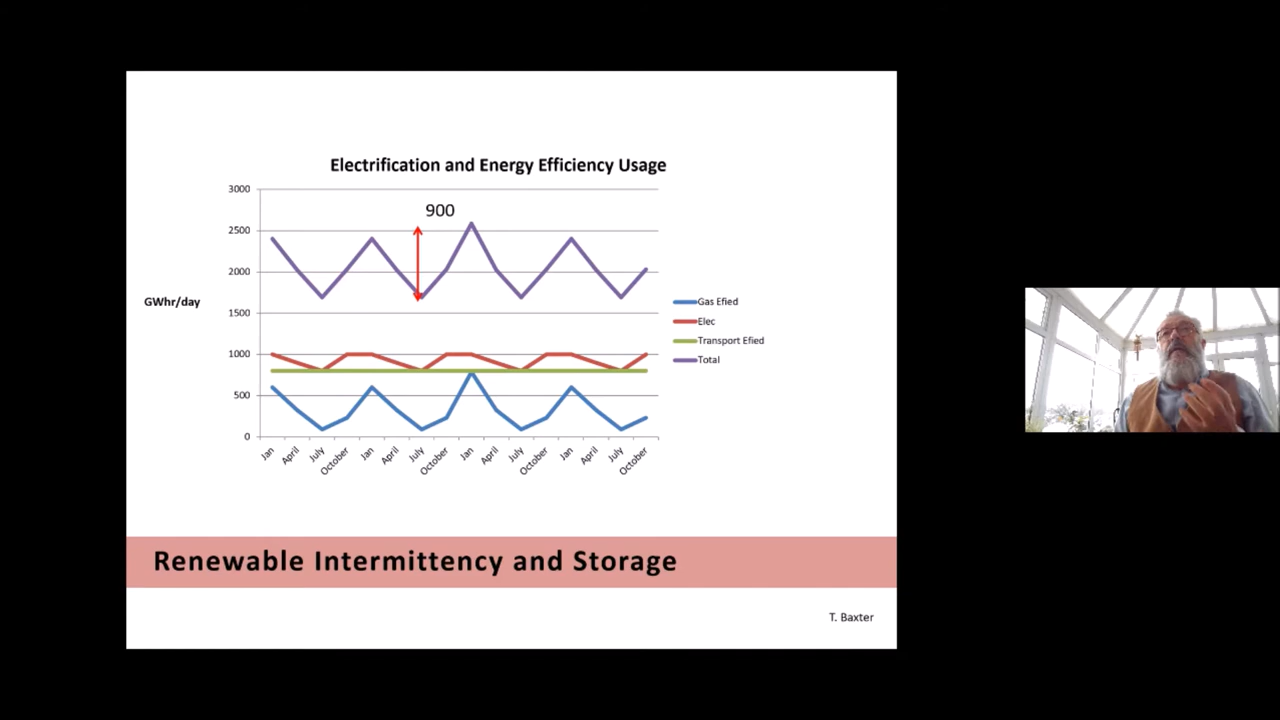 Electrification and Energy Efficiency Usage
3000
900
2500
2000
GWhr/day
1500
1000
500
0
Jan
April
July
October
Jan
April
July
October
Jan
April
July
October
Jan
April
July
October
Gas Efied
Elec
Transport Efied
Total
Renewable Intermittency and Storage
T. Baxter